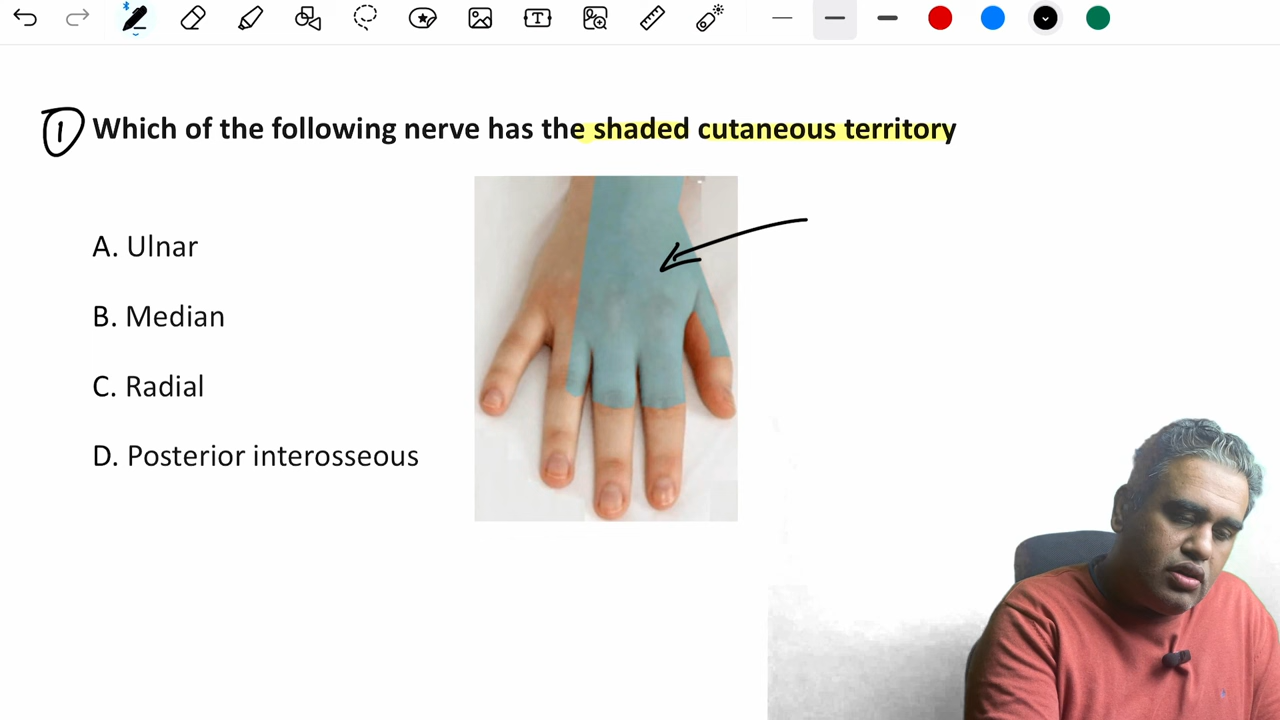 1 Which of the following nerve has the shaded cutaneous territory
A. Ulnar
B. Median
C. Radial
D. Posterior interosseous